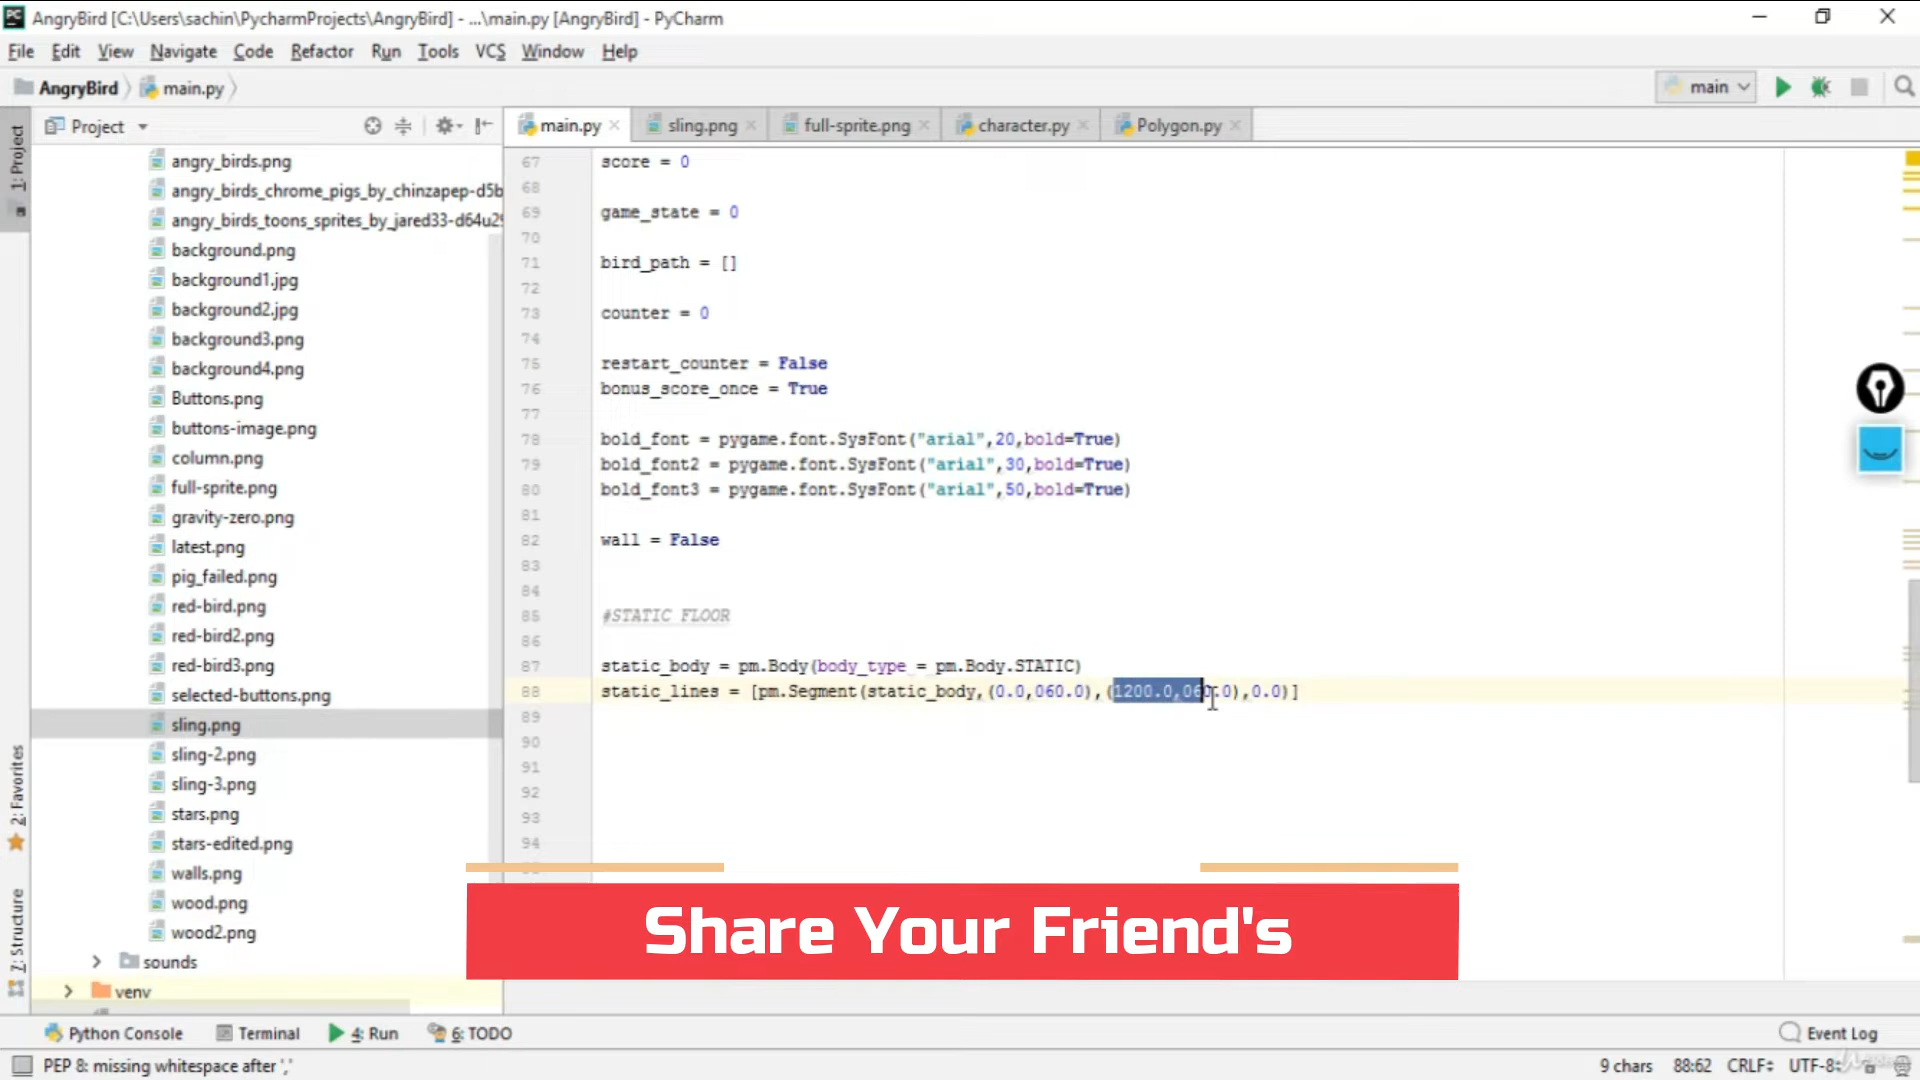 AngryBird [C:\Users\sachin\PycharmProjects\AngryBird] - ...\main.py [AngryBird] - PyCharm
File Edit View Navigate Code Refactor Run Tools VCS Window Help
AngryBird main.py main
Project
main.py sling.png full-sprite.png character.py Polygon.py
1: Project
2: Favorites
7: Structure
angry_birds.png
angry_birds_chrome_pigs_by_chinzapep-d5b
angry_birds_toons_sprites_by_jared33-d64u29
background.png
background1.jpg
background2.jpg
background3.png
background4.png
Buttons.png
buttons-image.png
column.png
full-sprite.png
gravity-zero.png
latest.png
pig_failed.png
red-bird.png
red-bird2.png
red-bird3.png
selected-buttons.png
sling.png
sling-2.png
sling-3.png
stars.png
stars-edited.png
walls.png
wood.png
wood2.png
sounds
venv
67 score = 0
68
69 game_state = 0
70
71 bird_path = []
72
73 counter = 0
74
75 restart_counter = False
76 bonus_score_once = True
77
78 bold_font = pygame.font.SysFont("arial",20,bold=True)
79 bold_font2 = pygame.font.SysFont("arial",30,bold=True)
80 bold_font3 = pygame.font.SysFont("arial",50,bold=True)
81
82 wall = False
83
84
85 #STATIC FLOOR
86
87 static_body = pm.Body(body_type = pm.Body.STATIC)
88 static_lines = [pm.Segment(static_body,(0.0,060.0),(1200.0,060.0),0.0)]
89
90
91
92
93
94
Share Your Friend's
Python Console Terminal 4: Run 6: TODO Event Log
PEP 8: missing whitespace after ',' 9 chars 88:62 CRLF UTF-8